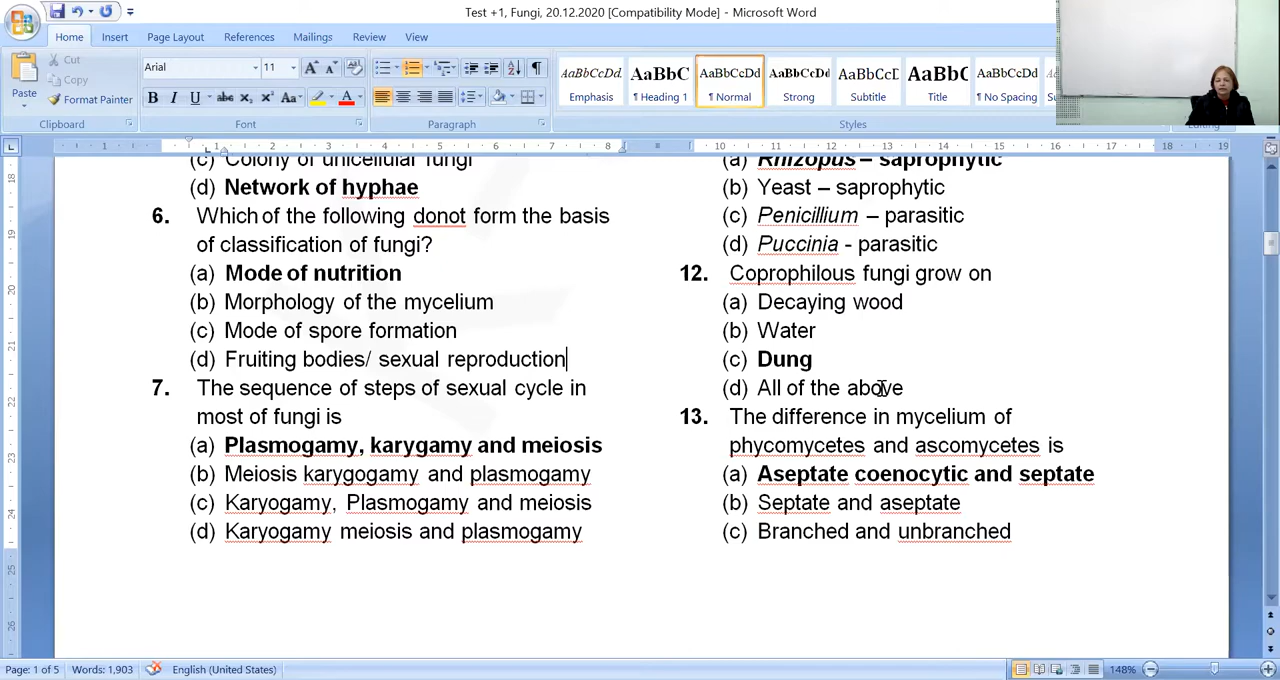 Test +1, Fungi, 20.12.2020 [Compatibility Mode] - Microsoft Word
Home Insert Page Layout References Mailings Review View
Paste
Cut
Copy
Format Painter
Clipboard
Arial 11
Font
Paragraph
AaBbCcDd. Emphasis
AaBbC ¶ Heading 1
AaBbCcDd ¶ Normal
AaBbCcDd Strong
AaBbCcD Subtitle
AaBbC Title
AaBbCcDd ¶ No Spacing
Styles
Editing
(c) Colony of unicellular fungi
(d) Network of hyphae
6. Which of the following donot form the basis
of classification of fungi?
(a) Mode of nutrition
(b) Morphology of the mycelium
(c) Mode of spore formation
(d) Fruiting bodies/ sexual reproduction
7. The sequence of steps of sexual cycle in
most of fungi is
(a) Plasmogamy, karygamy and meiosis
(b) Meiosis karygogamy and plasmogamy
(c) Karyogamy, Plasmogamy and meiosis
(d) Karyogamy meiosis and plasmogamy
(a) Rhizopus – saprophytic
(b) Yeast – saprophytic
(c) Penicillium – parasitic
(d) Puccinia - parasitic
12. Coprophilous fungi grow on
(a) Decaying wood
(b) Water
(c) Dung
(d) All of the above
13. The difference in mycelium of
phycomycetes and ascomycetes is
(a) Aseptate coenocytic and septate
(b) Septate and aseptate
(c) Branched and unbranched
Page: 1 of 5 Words: 1,903 English (United States) 148%